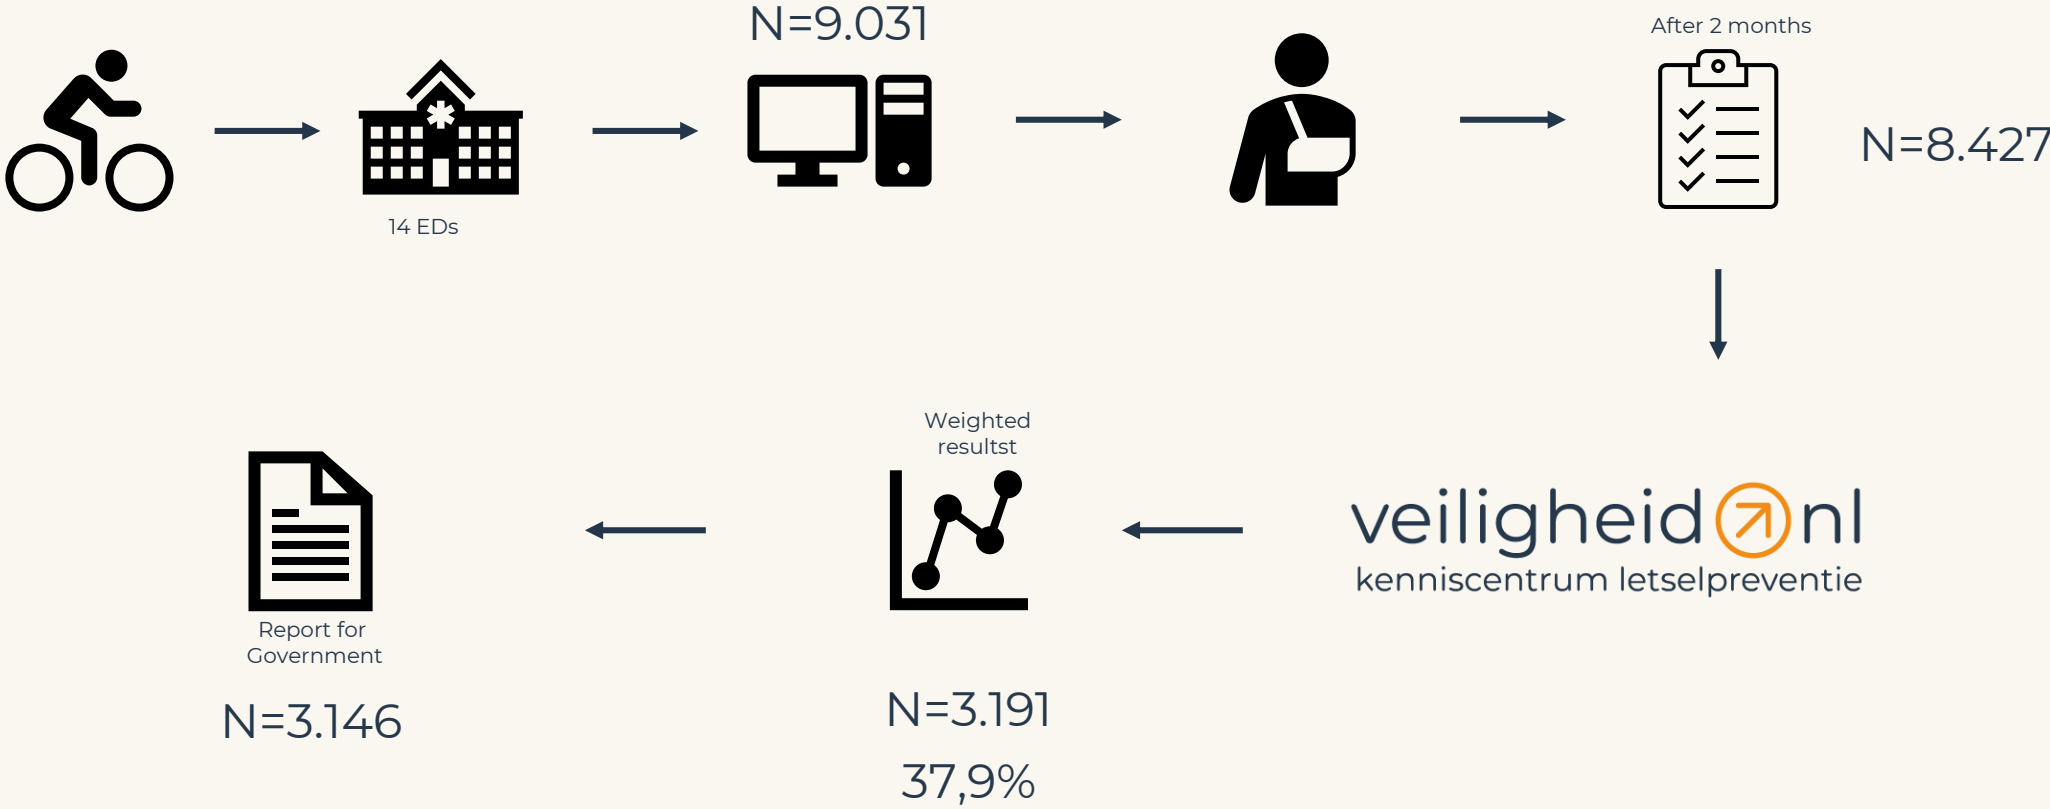 N=9.031
After 2 months
N=8.427
14 EDs
Weighted
resultst
veiligheid nl
kenniscentrum letselpreventie
Report for
Government
N=3.146
N=3.191
37,9%